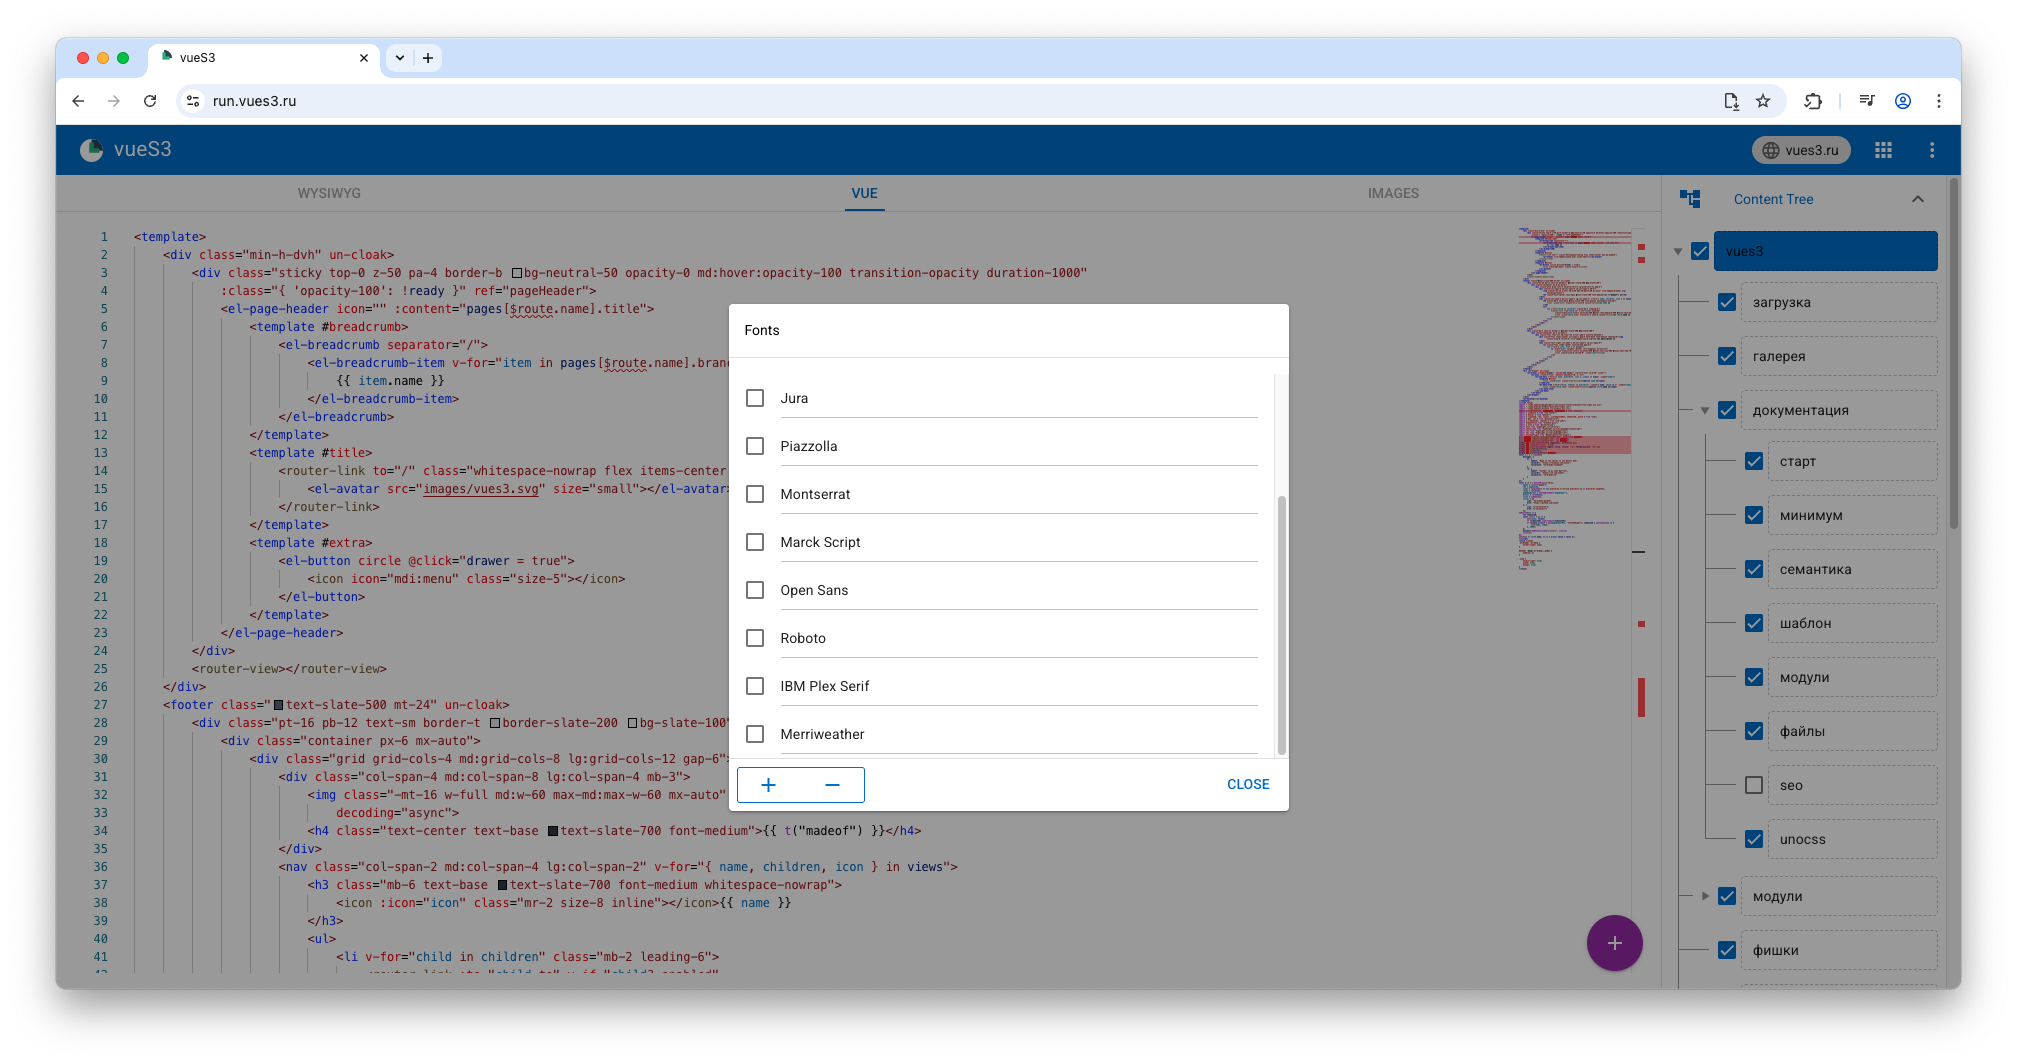 vueS3
run.vues3.ru
vueS3
vues3.ru
WYSIWYG
VUE
IMAGES
1 <template>
2 <div class="min-h-dvh" un-cloak>
3 <div class="sticky top-0 z-50 pa-4 border-b bg-neutral-50 opacity-0 md:hover:opacity-100 transition-opacity duration-1000"
4 :class="{ 'opacity-100': !ready }" ref="pageHeader">
5 <el-page-header icon="" :content="pages[$route.name].title">
6 <template #breadcrumb>
7 <el-breadcrumb separator="/">
8 <el-breadcrumb-item v-for="item in pages[$route.name].bran
9 {{ item.name }}
10 </el-breadcrumb-item>
11 </el-breadcrumb>
12 </template>
13 <template #title>
14 <router-link to="/" class="whitespace-nowrap flex items-center
15 <el-avatar src="images/vues3.svg" size="small"></el-avatar>
16 </router-link>
17 </template>
18 <template #extra>
19 <el-button circle @click="drawer = true">
20 <icon icon="mdi:menu" class="size-5"></icon>
21 </el-button>
22 </template>
23 </el-page-header>
24 </div>
25 <router-view></router-view>
26 </div>
27 <footer class="text-slate-500 mt-24" un-cloak>
28 <div class="pt-16 pb-12 text-sm border-t border-slate-200 bg-slate-100"
29 <div class="container px-6 mx-auto">
30 <div class="grid grid-cols-4 md:grid-cols-8 lg:grid-cols-12 gap-6">
31 <div class="col-span-4 md:col-span-8 lg:col-span-4 mb-3">
32 <img class="-mt-16 w-full md:w-60 max-md:max-w-60 mx-auto"
33 decoding="async">
34 <h4 class="text-center text-base text-slate-700 font-medium">{{ t("madeof") }}</h4>
35 </div>
36 <nav class="col-span-2 md:col-span-4 lg:col-span-2" v-for="{ name, children, icon } in views">
37 <h3 class="mb-6 text-base text-slate-700 font-medium whitespace-nowrap">
38 <icon :icon="icon" class="mr-2 size-8 inline"></icon>{{ name }}
39 </h3>
40 <ul>
41 <li v-for="child in children" class="mb-2 leading-6">
Fonts
Jura
Piazzolla
Montserrat
Marck Script
Open Sans
Roboto
IBM Plex Serif
Merriweather
CLOSE
Content Tree
vues3
загрузка
галерея
документация
старт
минимум
семантика
шаблон
модули
файлы
seo
unocss
модули
фишки